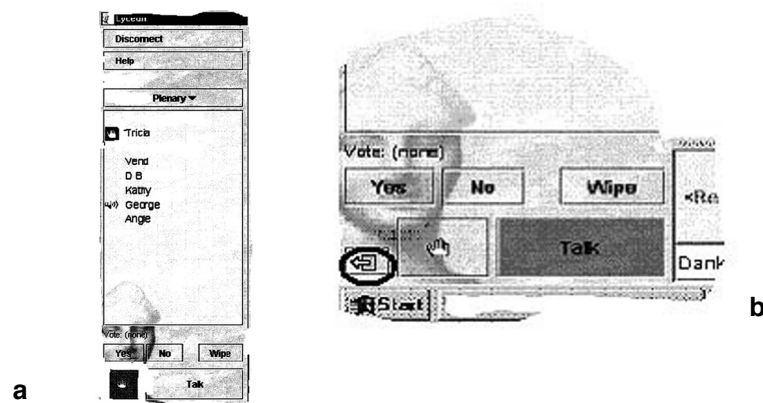 Lyceum
Disconnect
Help
Plenary
Tricia
Vend
D B
Kathy
George
Angie
Vote: (none)
Yes No Wipe
Talk
a
Vote: (none)
Yes No Wipe
Talk
Start
«Re
Dank
b